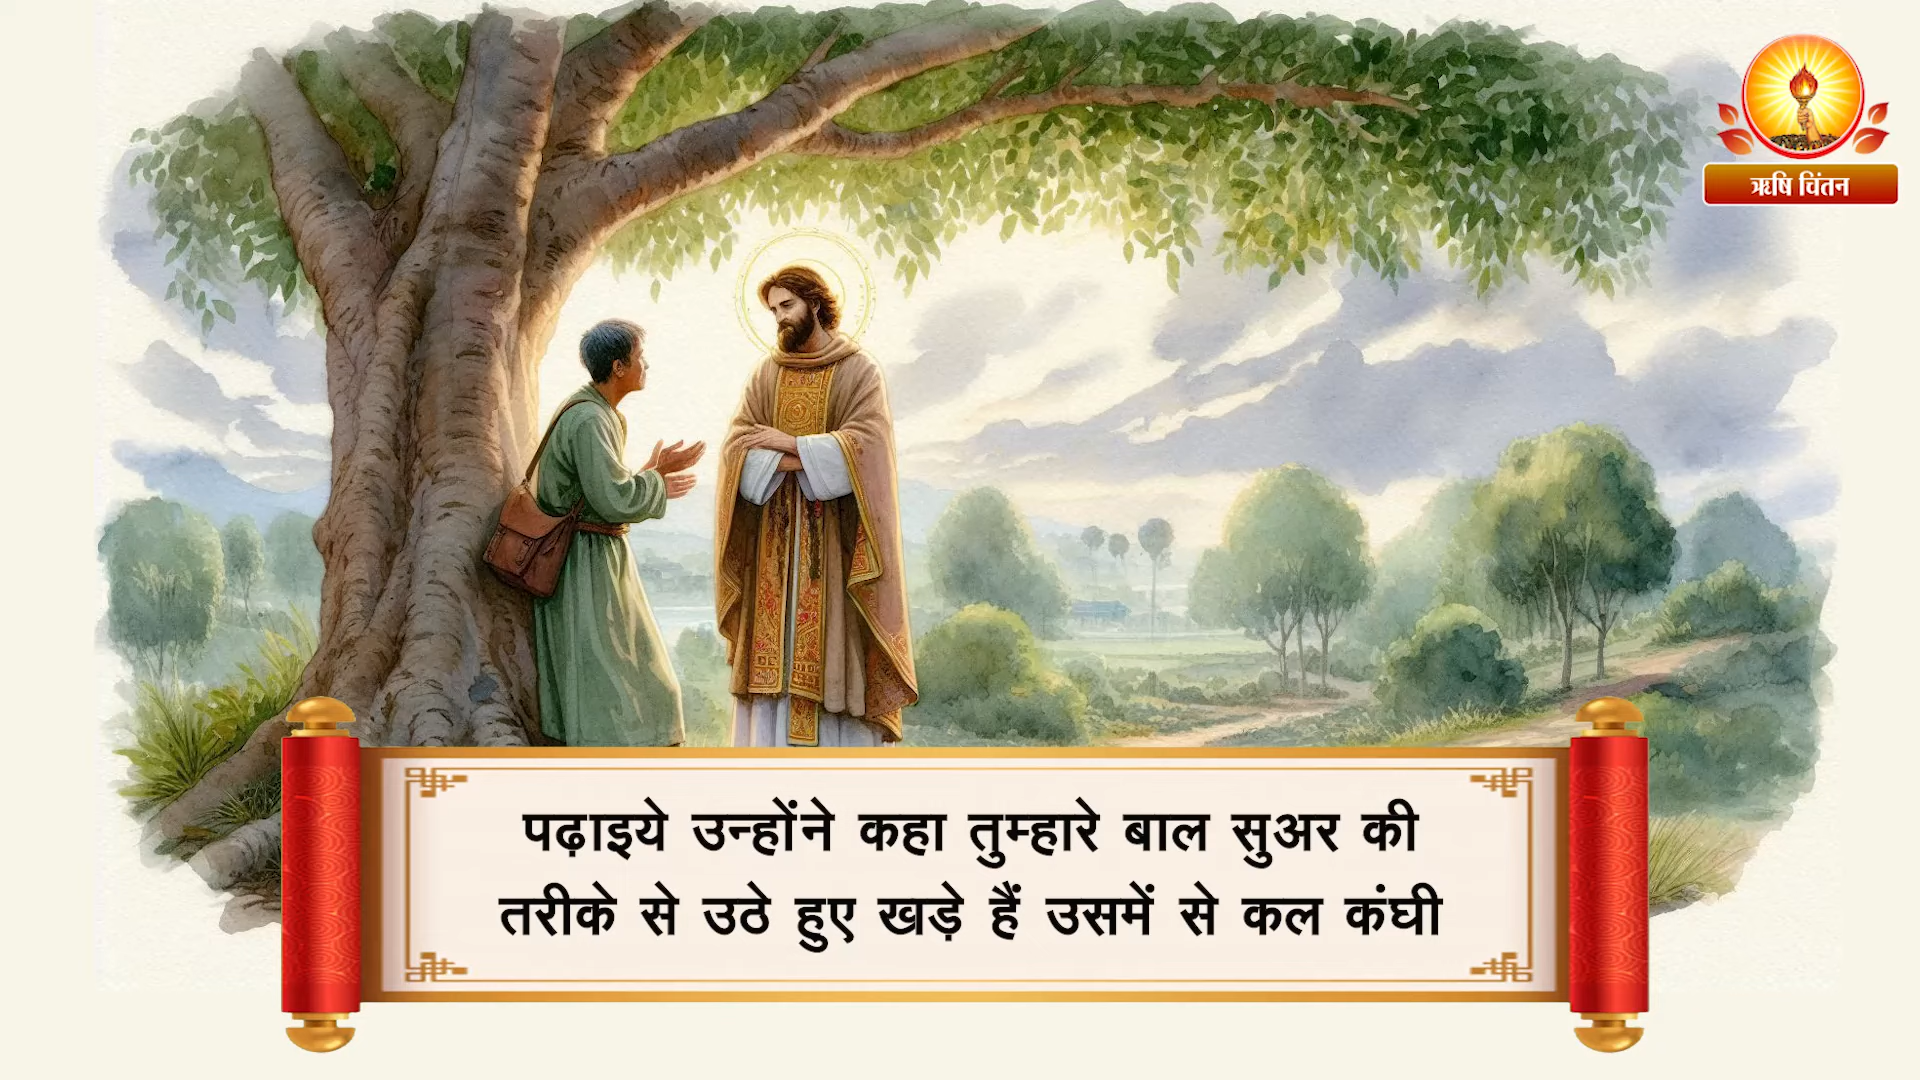 ऋषि चिंतन
पढ़ाइये उन्होंने कहा तुम्हारे बाल सुअर की
तरीके से उठे हुए खड़े हैं उसमें से कल कंघी